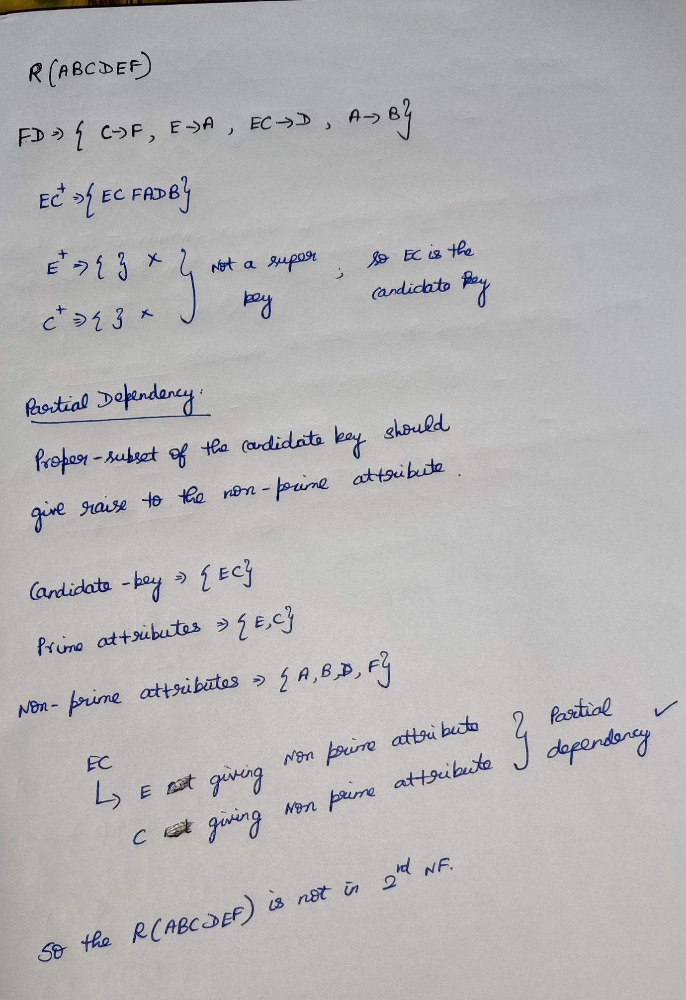 R(ABCDEF)
FD ⇒ { C→F, E→A, EC→D, A→B}
EC⁺ ⇒ {EC FADB}
E⁺ ⇒ { } × } Not a super ; So EC is the
C⁺ ⇒ { } × key candidate key
Partial Dependency.
Proper-subset of the candidate key should
give raise to the non-prime attribute.
Candidate-key ⇒ {EC}
Prime attributes ⇒ {E,C}
Non-prime attributes ⇒ {A,B,D,F}
EC
↳ E giving Non prime attribute } Partial ✓
C giving Non prime attribute dependency
So the R(ABCDEF) is not in 2nd NF.